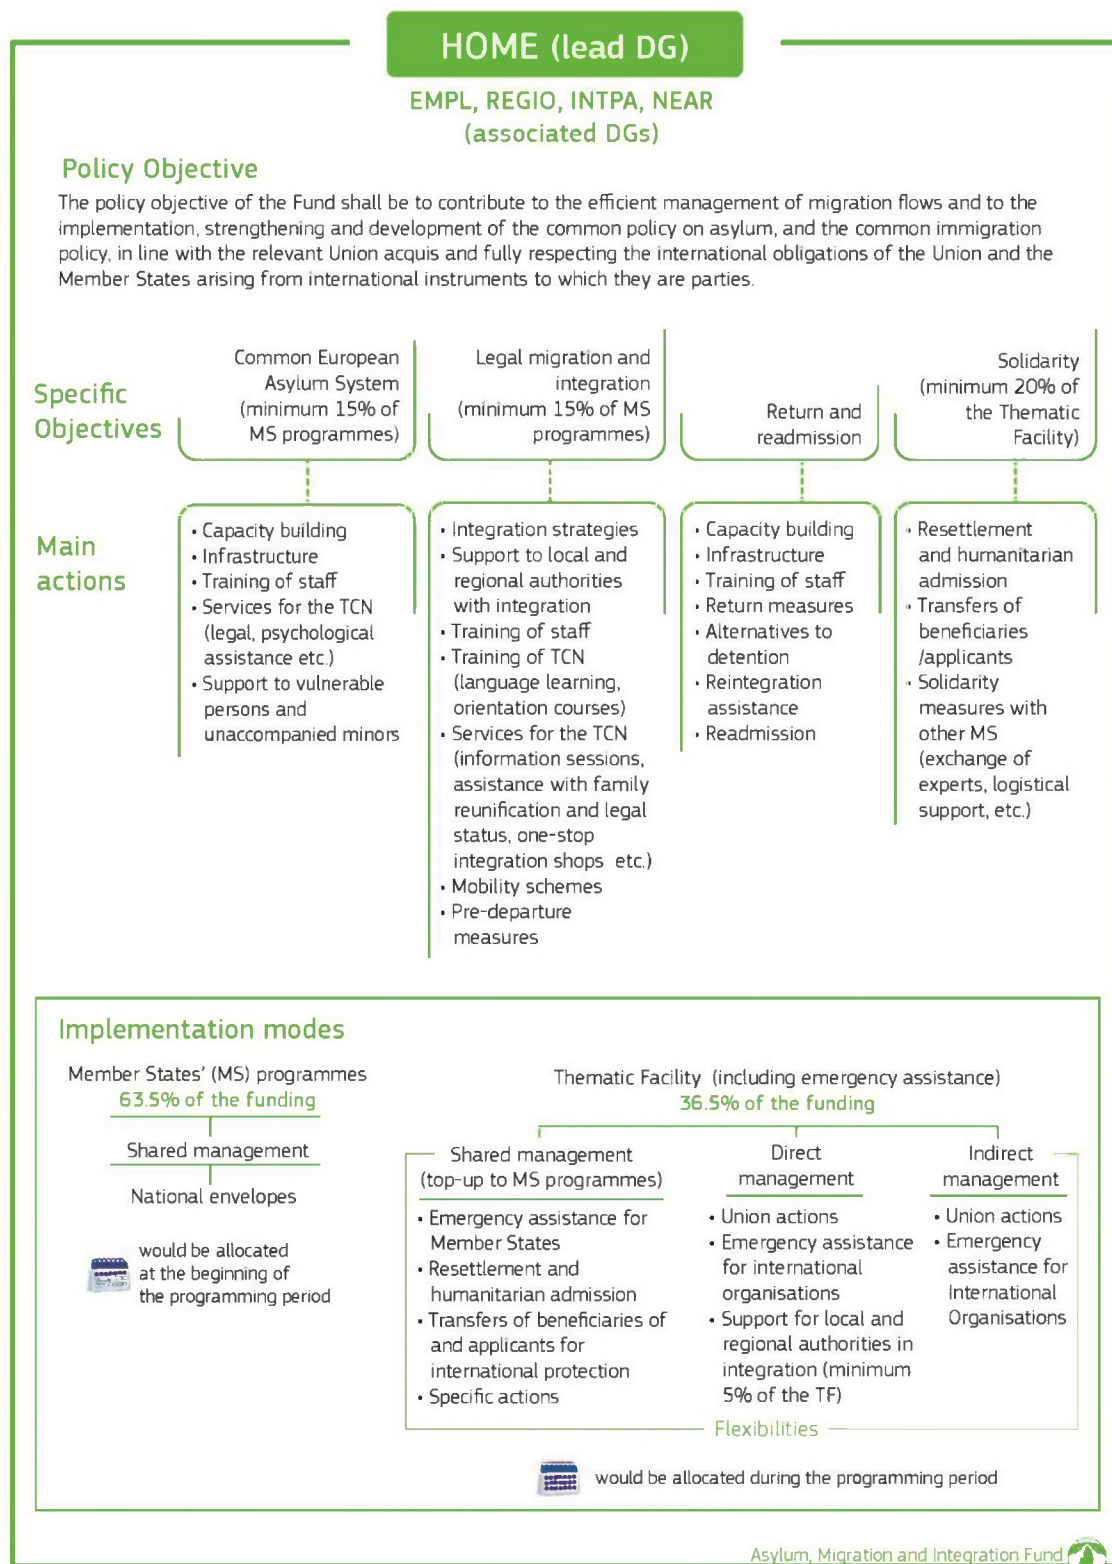 HOME (lead DG)
EMPL, REGIO, INTPA, NEAR
(associated DGs)
Policy Objective
The policy objective of the Fund shall be to contribute to the efficient management of migration flows and to the
implementation, strengthening and development of the common policy on asylum, and the common immigration
policy, in line with the relevant Union acquis and fully respecting the international obligations of the Union and the
Member States arising from international instruments to which they are parties.
Specific
Objectives
Common European
Asylum System
(minimum 15% of
MS programmes)
Legal migration and
integration
(minimum 15% of MS
programmes)
Return and
readmission
Solidarity
(minimum 20% of
the Thematic
Facility)
Main
actions
• Capacity building
• Infrastructure
• Training of staff
• Services for the TCN
(legal, psychological
assistance etc.)
• Support to vulnerable
persons and
unaccompanied minors
• Integration strategies
• Support to local and
regional authorities
with integration
• Training of staff
• Training of TCN
(language learning,
orientation courses)
• Services for the TCN
(information sessions,
assistance with family
reunification and legal
status, one-stop
integration shops etc.)
• Mobility schemes
• Pre-departure
measures
• Capacity building
• Infrastructure
• Training of staff
• Return measures
• Alternatives to
detention
• Reintegration
assistance
• Readmission
• Resettlement
and humanitarian
admission
• Transfers of
beneficiaries
/applicants
• Solidarity
measures with
other MS
(exchange of
experts, logistical
support, etc.)
Implementation modes
Member States' (MS) programmes
63.5% of the funding
Shared management
National envelopes
would be allocated
at the beginning of
the programming period
Thematic Facility (including emergency assistance)
36.5% of the funding
Shared management
(top-up to MS programmes)
• Emergency assistance for
Member States
• Resettlement and
humanitarian admission
• Transfers of beneficiaries of
and applicants for
international protection
• Specific actions
Direct
management
• Union actions
• Emergency assistance
for international
organisations
• Support for local and
regional authorities in
integration (minimum
5% of the TF)
Indirect
management
• Union actions
• Emergency
assistance for
International
Organisations
Flexibilities
would be allocated during the programming period
Asylum, Migration and Integration Fund